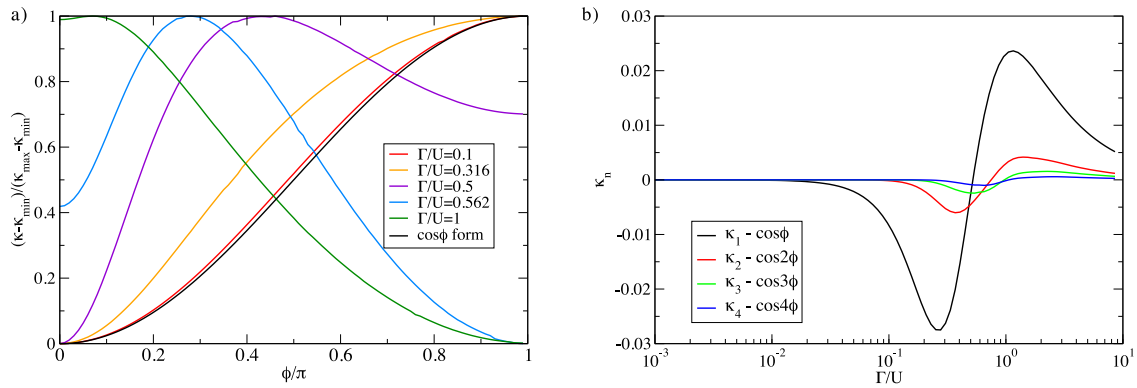 a)
(κ-κmin)/(κmax-κmin)
1
0.8
0.6
0.4
0.2
0
0
0.2
0.4
0.6
0.8
1
ϕ/π
Γ/U=0.1
Γ/U=0.316
Γ/U=0.5
Γ/U=0.562
Γ/U=1
cosϕ form
b)
κn
0.03
0.02
0.01
0
-0.01
-0.02
-0.03
10-3
10-2
10-1
100
101
Γ/U
κ1 - cosϕ
κ2 - cos2ϕ
κ3 - cos3ϕ
κ4 - cos4ϕ